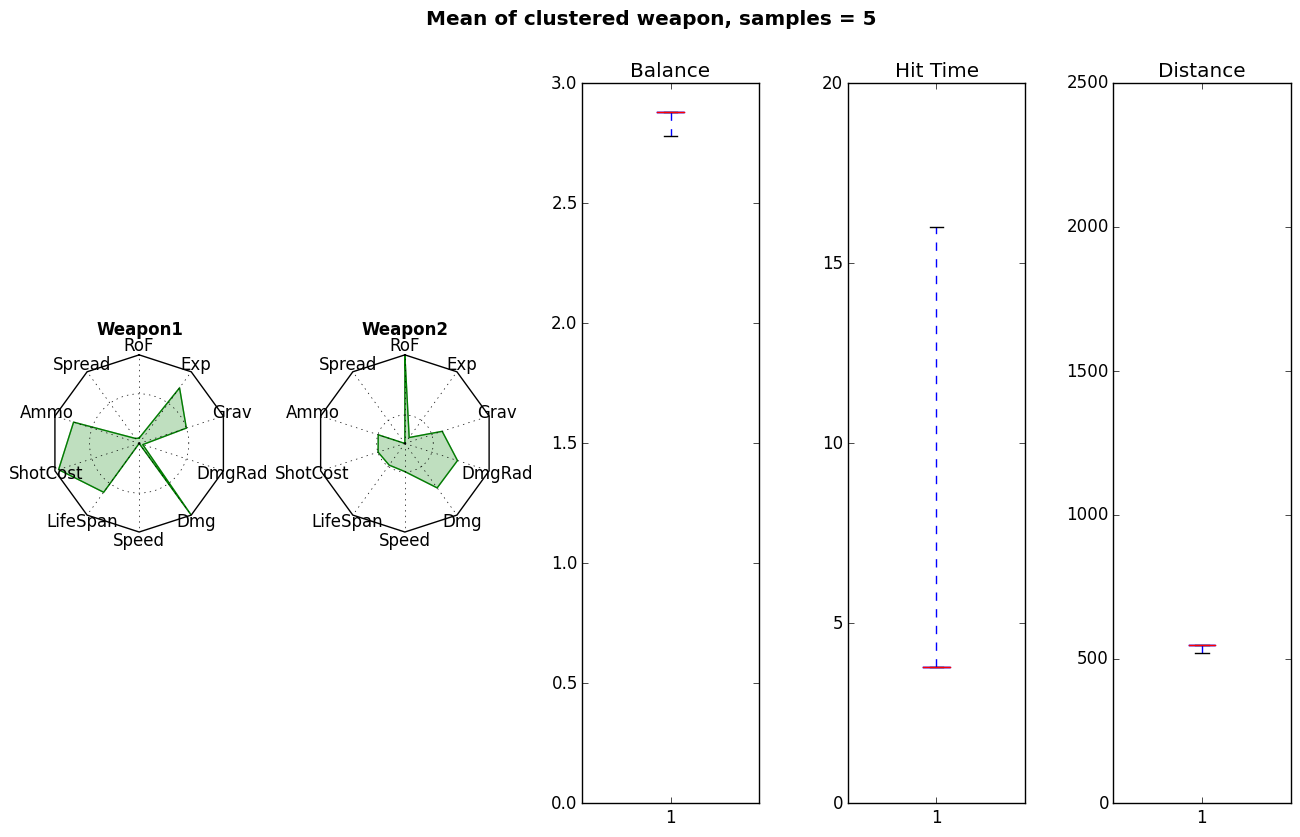 Mean of clustered weapon, samples = 5
Weapon1
RoF
Exp
Grav
DmgRad
Dmg
Speed
LifeSpan
ShotCost
Ammo
Spread
Weapon2
RoF
Exp
Grav
DmgRad
Dmg
Speed
LifeSpan
ShotCost
Ammo
Spread
Balance
3.0
2.5
2.0
1.5
1.0
0.5
0.0
1
Hit Time
20
15
10
5
0
1
Distance
2500
2000
1500
1000
500
0
1